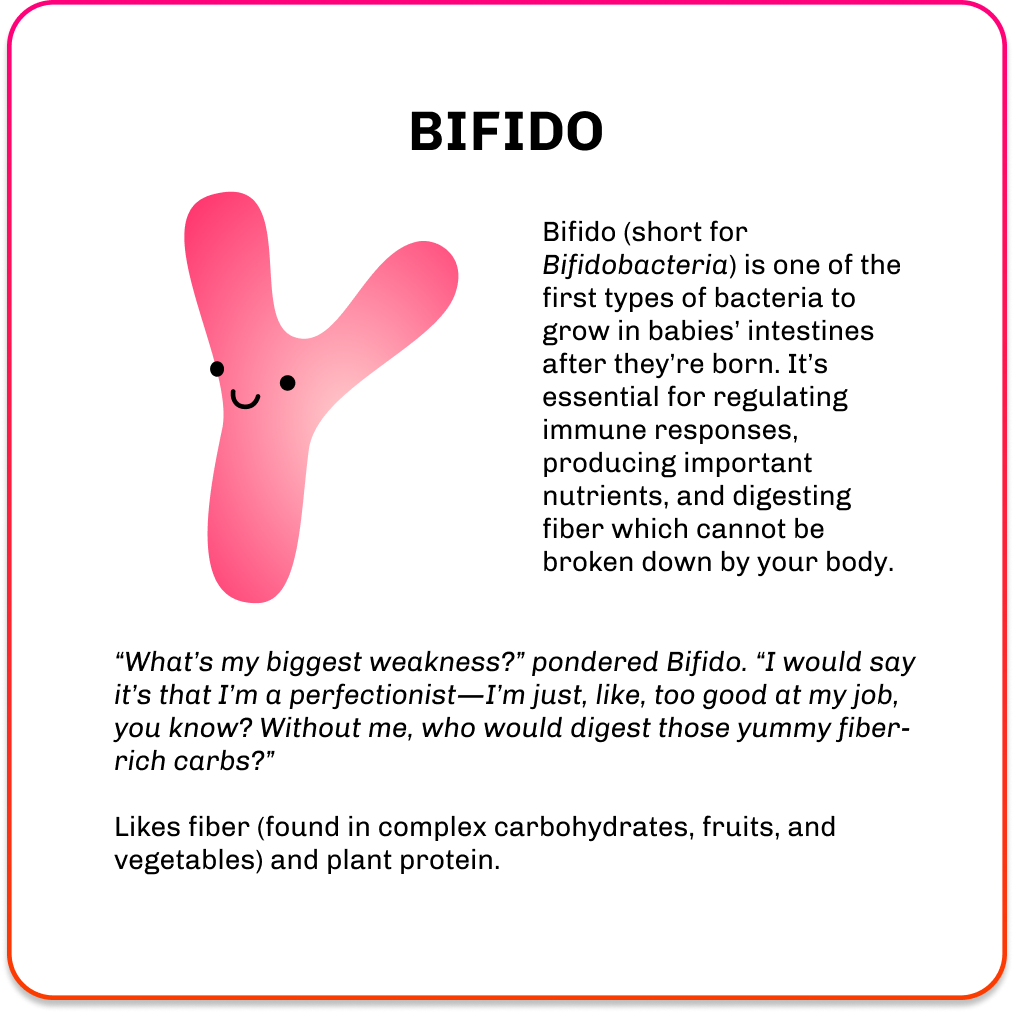 BIFIDO
Bifido (short for
Bifidobacteria) is one of the
first types of bacteria to
grow in babies’ intestines
after they’re born. It’s
essential for regulating
immune responses,
producing important
nutrients, and digesting
fiber which cannot be
broken down by your body.
“What’s my biggest weakness?” pondered Bifido. “I would say
it’s that I’m a perfectionist—I’m just, like, too good at my job,
you know? Without me, who would digest those yummy fiber-
rich carbs?”
Likes fiber (found in complex carbohydrates, fruits, and
vegetables) and plant protein.